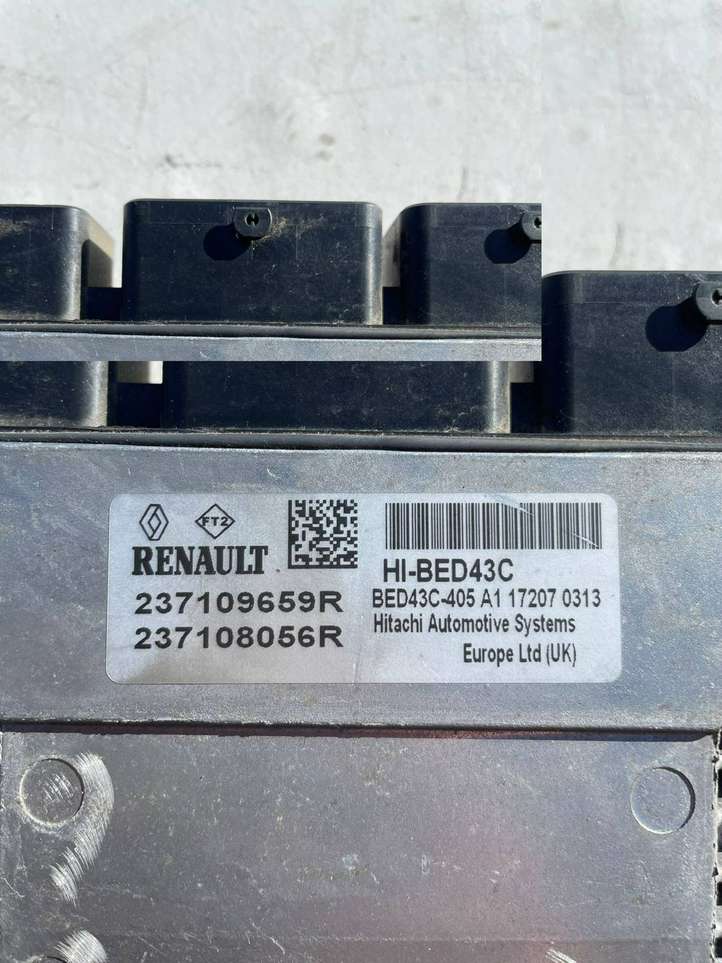 FT2
RENAULT
237109659R
237108056R
HI-BED43C
BED43C-405 A1 17207 0313
Hitachi Automotive Systems
Europe Ltd (UK)